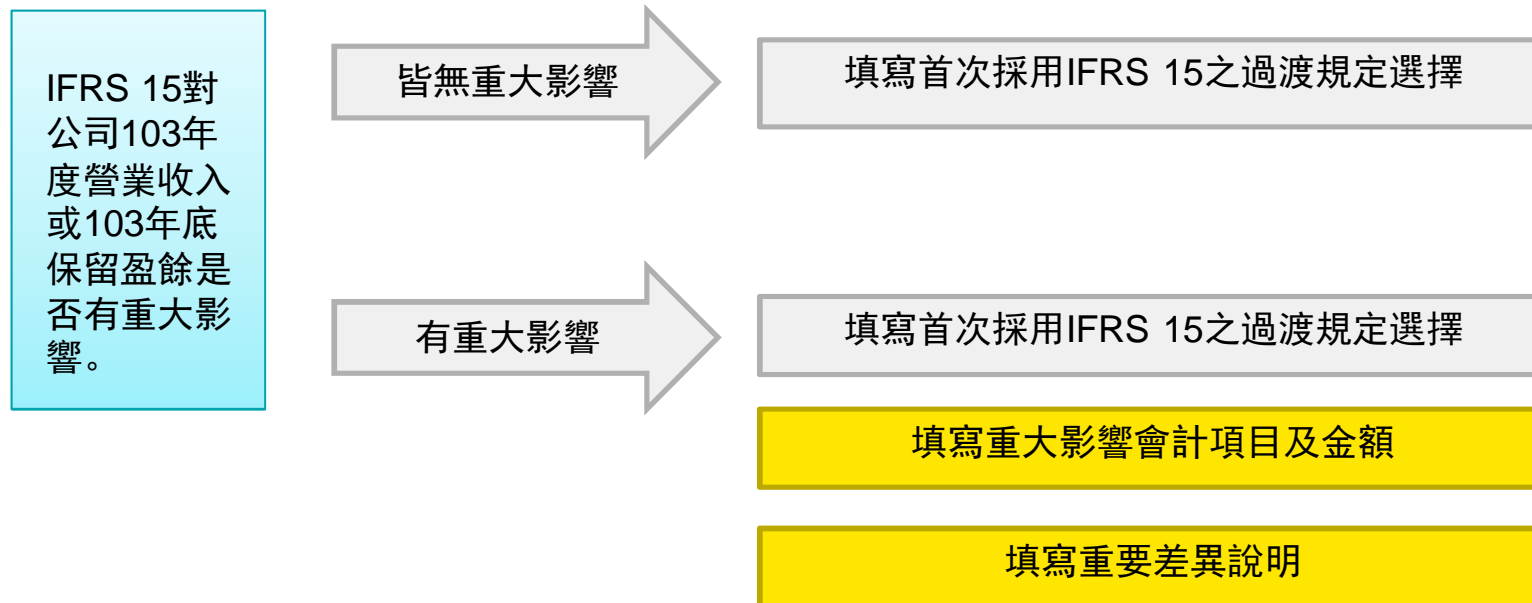 IFRS 15對
公司103年
度營業收入
或103年底
保留盈餘是
否有重大影
響。
皆無重大影響
填寫首次採用IFRS 15之過渡規定選擇
有重大影響
填寫首次採用IFRS 15之過渡規定選擇
填寫重大影響會計項目及金額
填寫重要差異說明